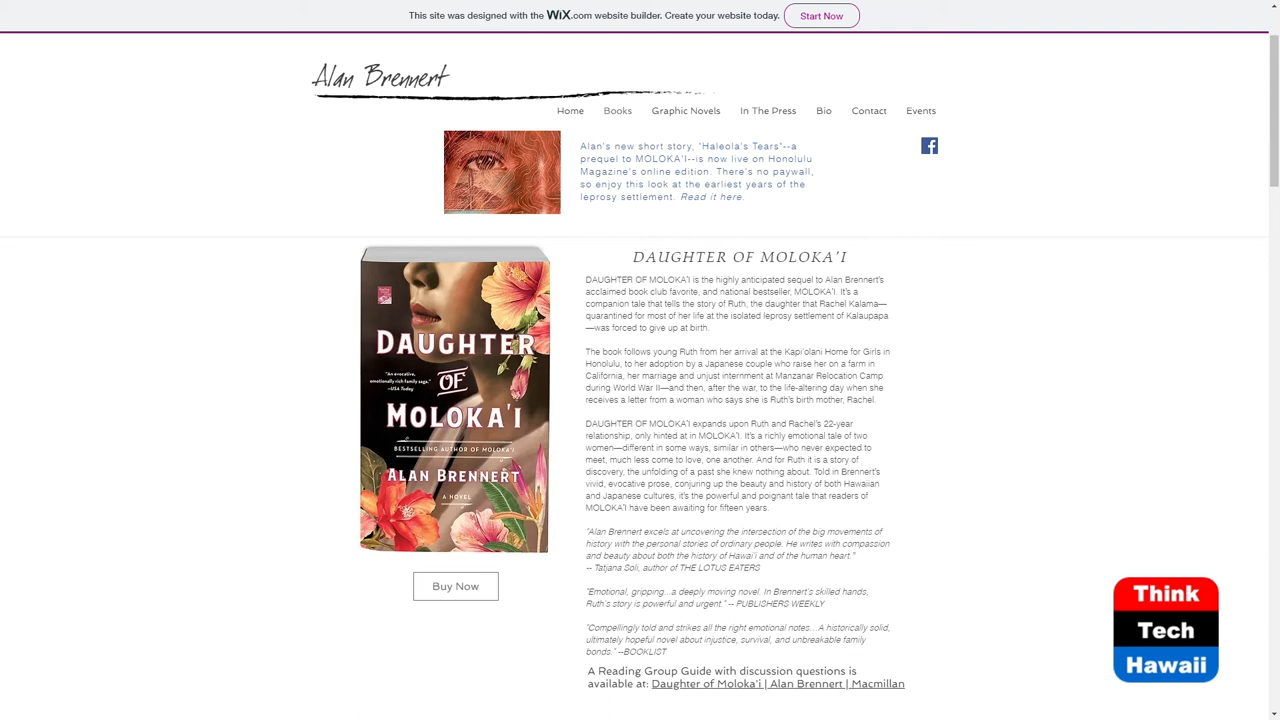 This site was designed with the WiX.com website builder. Create your website today. Start Now
Alan Brennert
Home Books Graphic Novels In The Press Bio Contact Events
Alan's new short story, "Haleola's Tears"--a
prequel to MOLOKA'I--is now live on Honolulu
Magazine's online edition. There's no paywall,
so enjoy this look at the earliest years of the
leprosy settlement. Read it here.
DAUGHTER OF MOLOKA'I
DAUGHTER OF MOLOKA'I is the highly anticipated sequel to Alan Brennert's
acclaimed book club favorite, and national bestseller, MOLOKA'I. It's a
companion tale that tells the story of Ruth, the daughter that Rachel Kalama—
quarantined for most of her life at the isolated leprosy settlement of Kalaupapa
—was forced to give up at birth.
The book follows young Ruth from her arrival at the Kapi'olani Home for Girls in
Honolulu, to her adoption by a Japanese couple who raise her on a farm in
California, her marriage and unjust internment at Manzanar Relocation Camp
during World War II—and then, after the war, to the life-altering day when she
receives a letter from a woman who says she is Ruth's birth mother, Rachel.
DAUGHTER OF MOLOKA'I expands upon Ruth and Rachel's 22-year
relationship, only hinted at in MOLOKA'I. It's a richly emotional tale of two
women—different in some ways, similar in others—who never expected to
meet, much less come to love, one another. And for Ruth it is a story of
discovery, the unfolding of a past she knew nothing about. Told in Brennert's
vivid, evocative prose, conjuring up the beauty and history of both Hawaiian
and Japanese cultures, it's the powerful and poignant tale that readers of
MOLOKA'I have been awaiting for fifteen years.
"Alan Brennert excels at uncovering the intersection of the big movements of
history with the personal stories of ordinary people. He writes with compassion
and beauty about both the history of Hawai'i and of the human heart."
-- Tatjana Soli, author of THE LOTUS EATERS
"Emotional, gripping...a deeply moving novel. In Brennert's skilled hands,
Ruth's story is powerful and urgent." -- PUBLISHERS WEEKLY
"Compellingly told and strikes all the right emotional notes...A historically solid,
ultimately hopeful novel about injustice, survival, and unbreakable family
bonds." --BOOKLIST
A Reading Group Guide with discussion questions is
available at: Daughter of Moloka'i | Alan Brennert | Macmillan
DAUGHTER
"An evocative,
emotionally rich family
saga."
—USA Today
OF
MOLOKA'I
BESTSELLING AUTHOR OF MOLOKA'I
ALAN BRENNERT
A NOVEL
Buy Now
Think
Tech
Hawaii